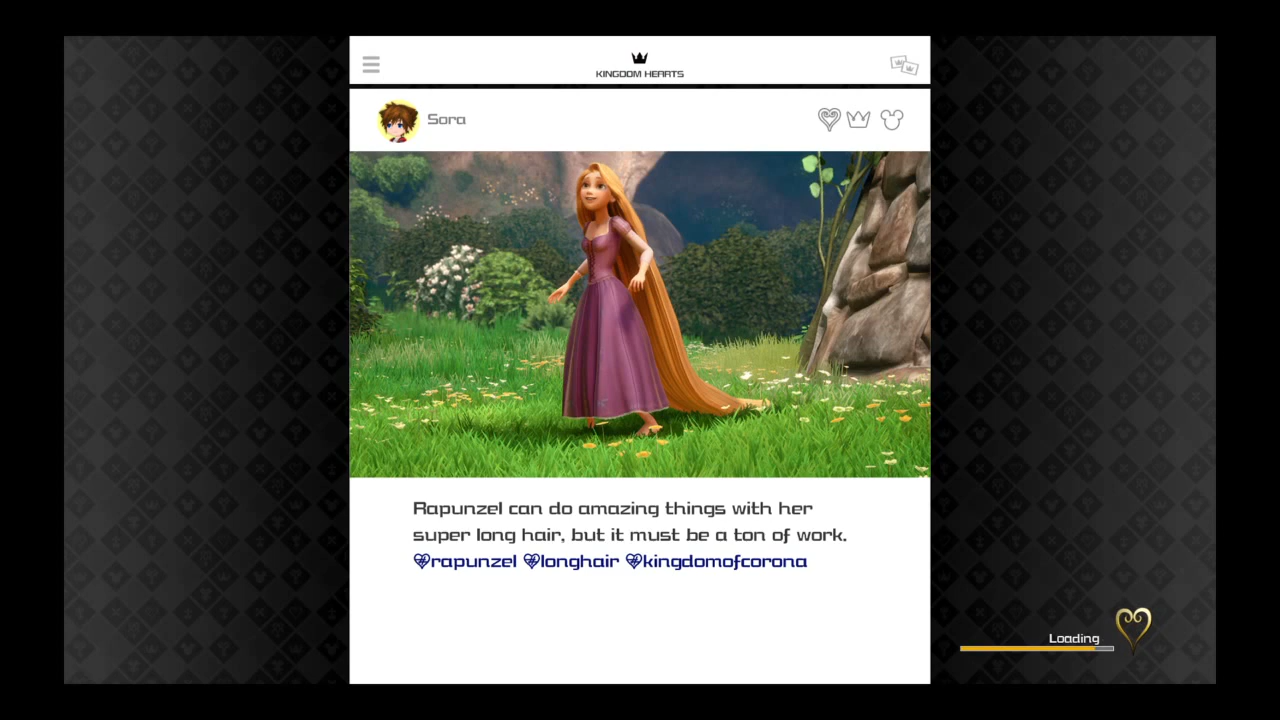 KINGDOM HEARTS
Sora
Rapunzel can do amazing things with her
super long hair, but it must be a ton of work.
rapunzel longhair kingdomofcorona
Loading